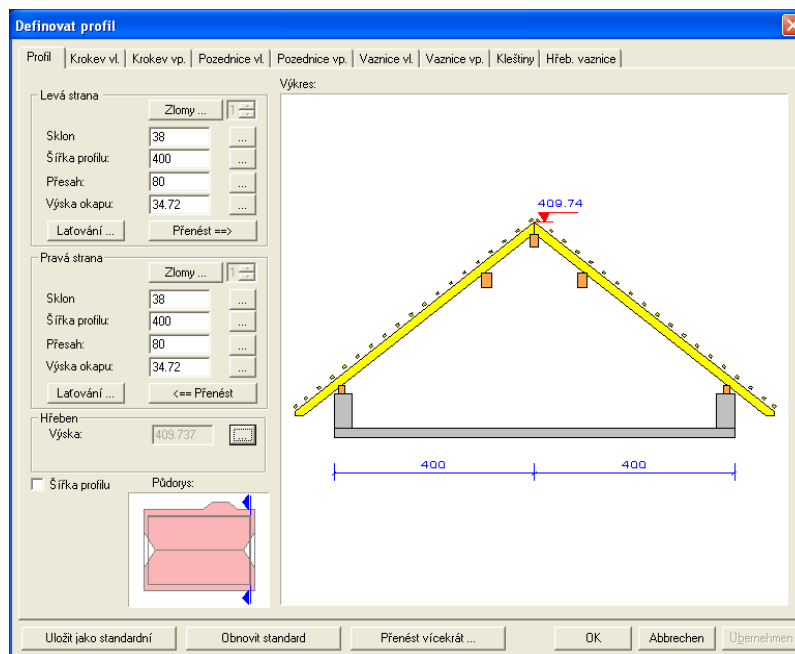 Definovat profil
Profil Krokev vl. Krokev vp. Pozednice vl. Pozednice vp. Vaznice vl. Vaznice vp. Kleštiny Hřeb. vaznice
Levá strana
Zlomy ... 1
Sklon 38 ...
Šířka profilu: 400 ...
Přesah: 80 ...
Výska okapu: 34.72 ...
Laťování ... Přenést ==>
Pravá strana
Zlomy ... 1
Sklon 38 ...
Šířka profilu: 400 ...
Přesah: 80 ...
Výska okapu: 34.72 ...
Laťování ... <== Přenést
Hřeben
Výska: 409.737 ...
Šířka profilu
Půdorys:
Výkres:
409.74
400 400
Uložit jako standardní Obnovit standard Přenést vícekrát ... OK Abbrechen Übernehmen